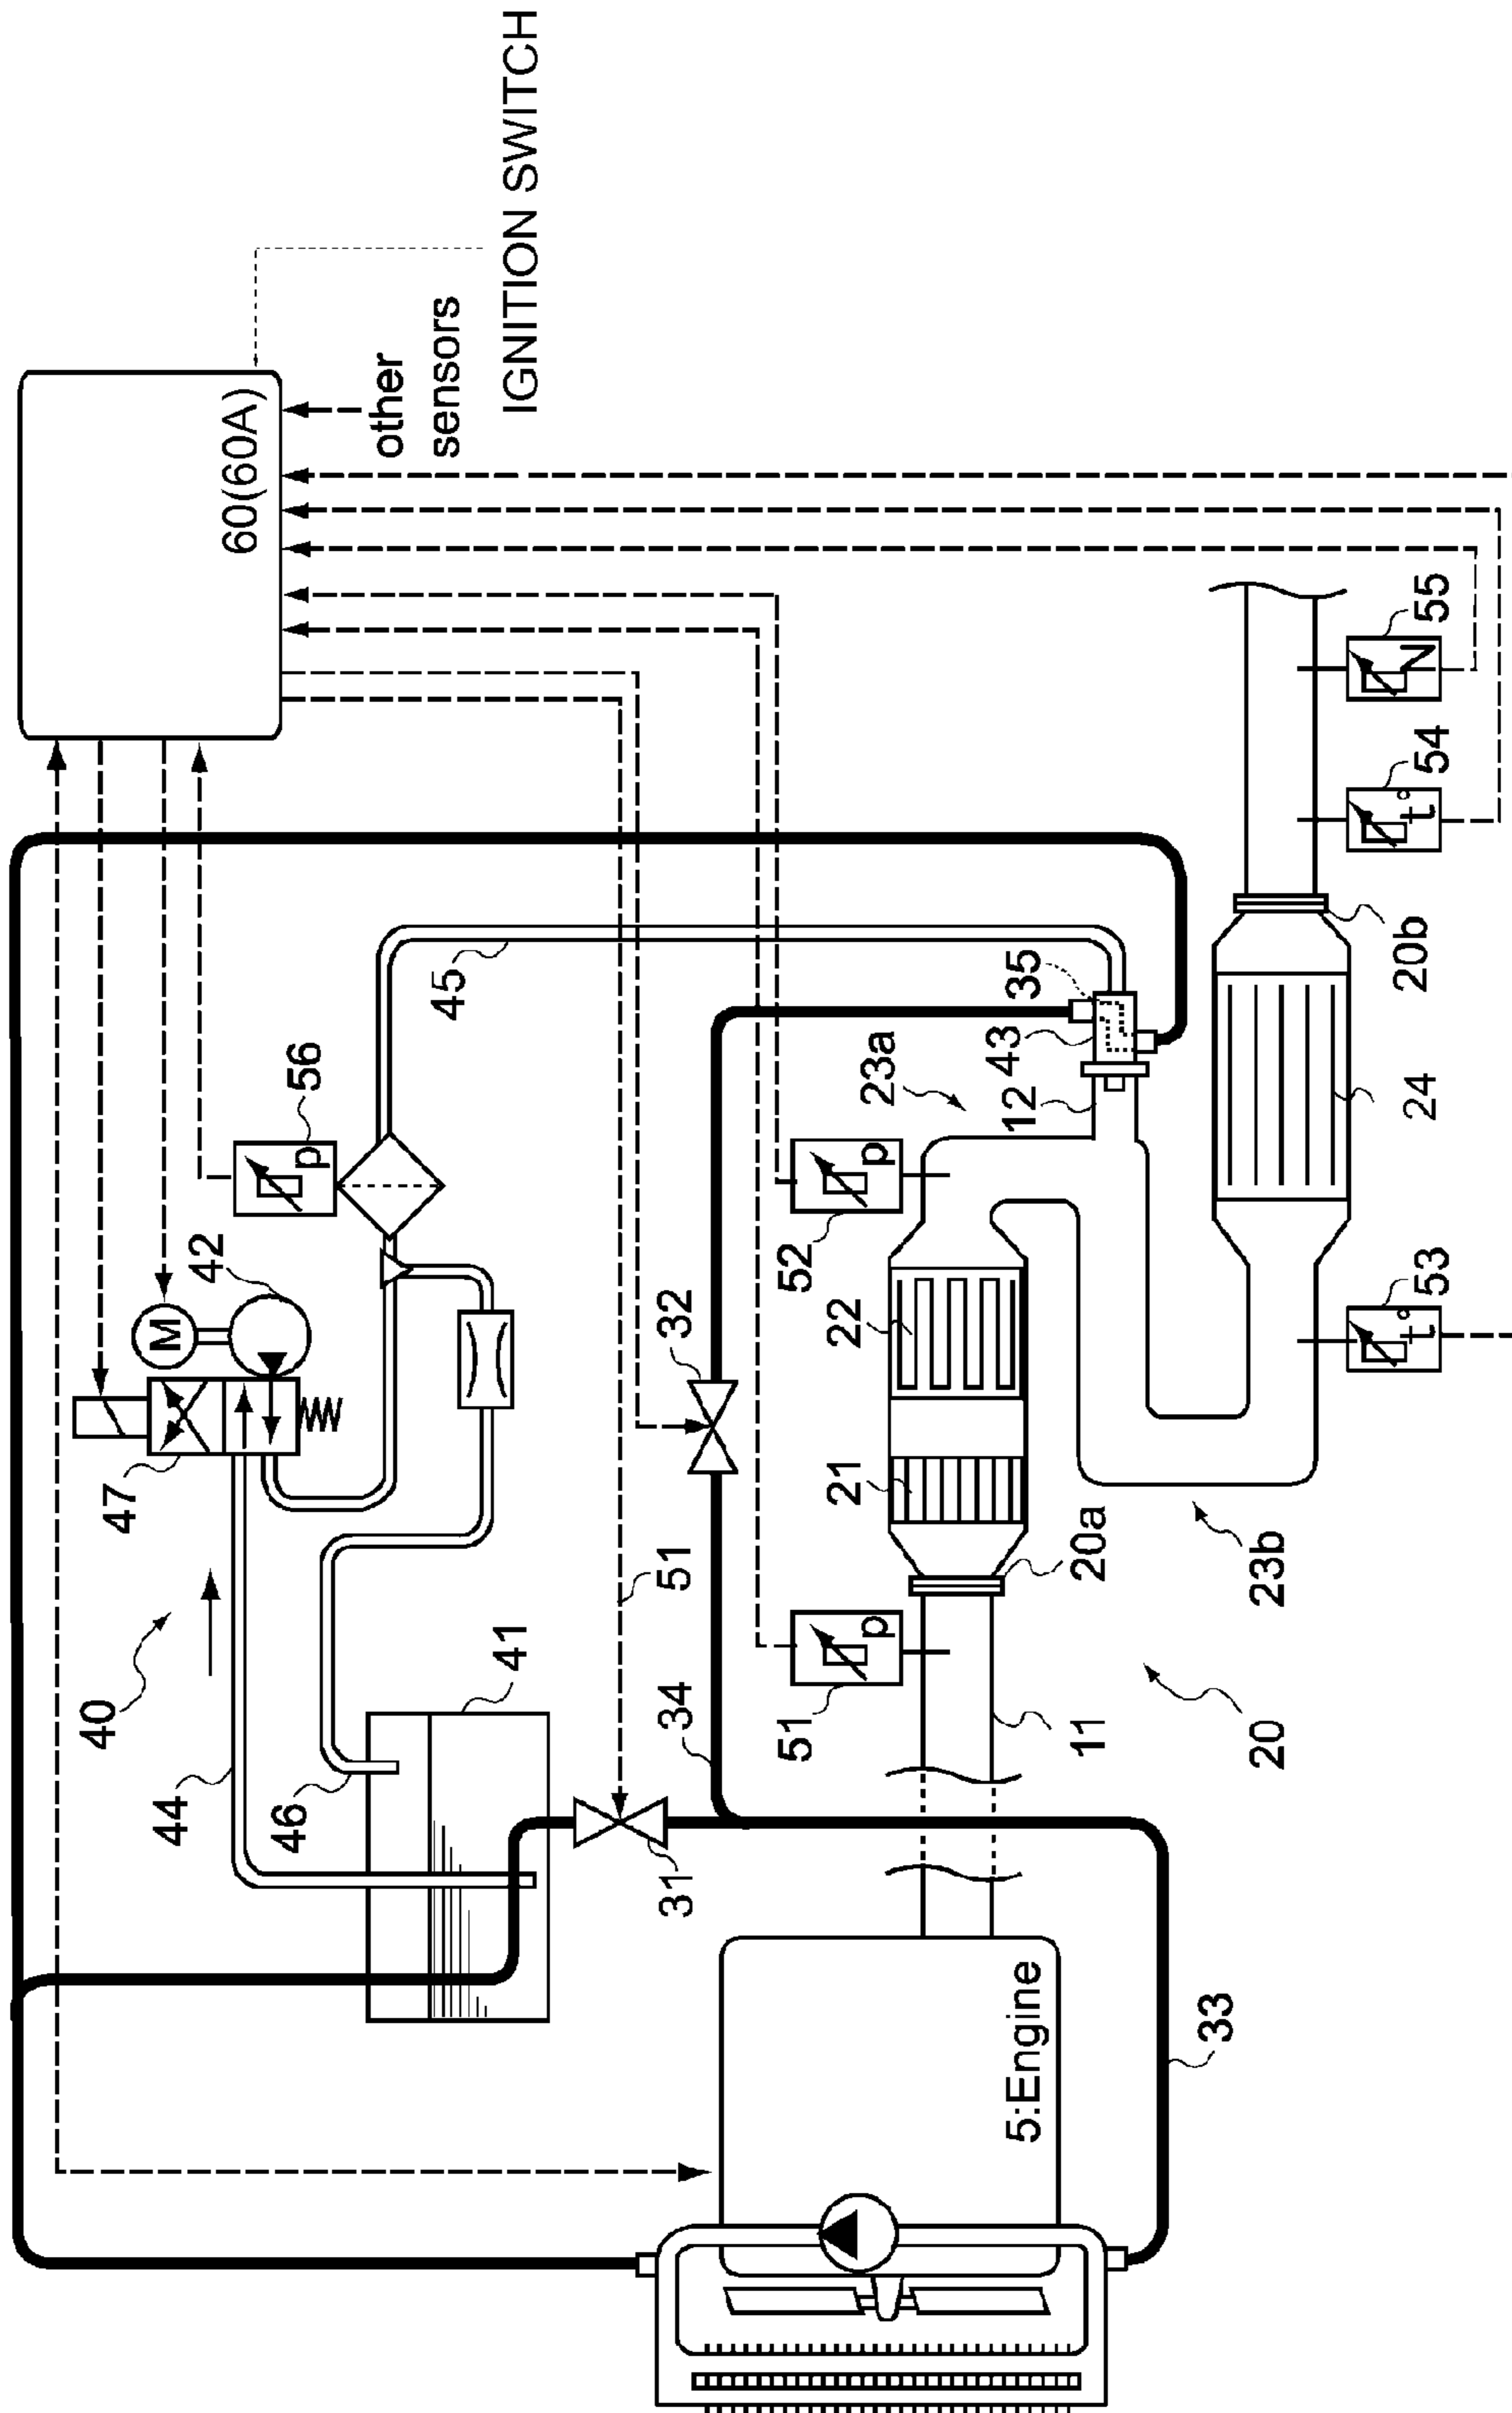 IGNITION SWITCH
other
sensors
60(60A)
47
42
56
M
p
45
40
44
46
41
51
31
34
32
52
p
23a
12
43
35
51
p
11
20
20a
21
22
23b
24
20b
53
t°
54
t°
55
N
5:Engine
33